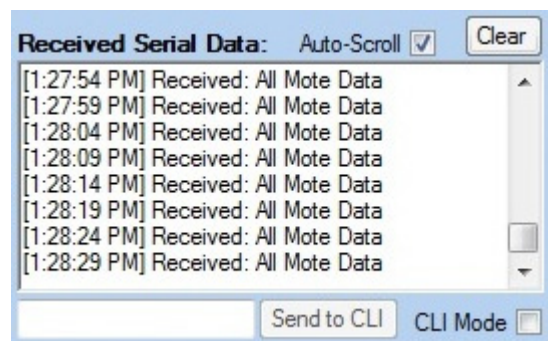 Received Serial Data: Auto-Scroll Clear
[1:27:54 PM] Received: All Mote Data
[1:27:59 PM] Received: All Mote Data
[1:28:04 PM] Received: All Mote Data
[1:28:09 PM] Received: All Mote Data
[1:28:14 PM] Received: All Mote Data
[1:28:19 PM] Received: All Mote Data
[1:28:24 PM] Received: All Mote Data
[1:28:29 PM] Received: All Mote Data
Send to CLI CLI Mode